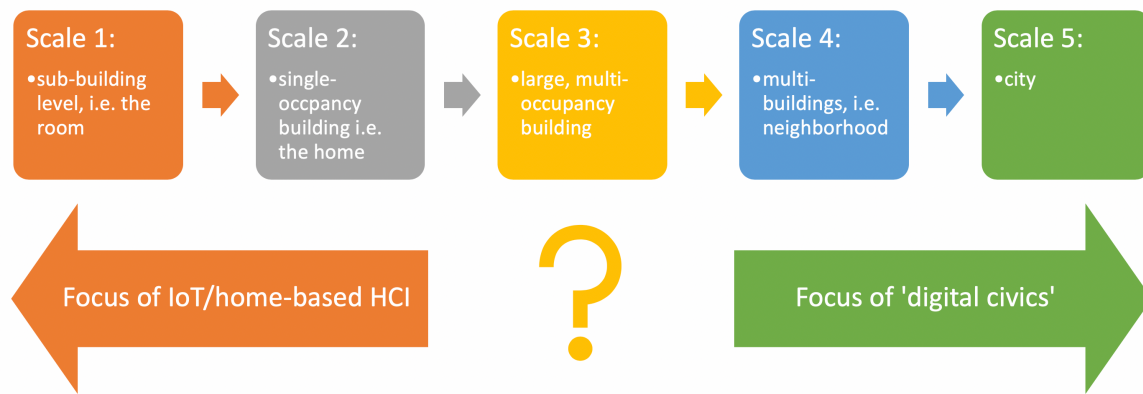 Scale 1:
•sub-building
level, i.e. the
room
Scale 2:
•single-
occpancy
building i.e.
the home
Scale 3:
•large, multi-
occupancy
building
Scale 4:
•multi-
buildings, i.e.
neighborhood
Scale 5:
•city
Focus of IoT/home-based HCI
?
Focus of 'digital civics'